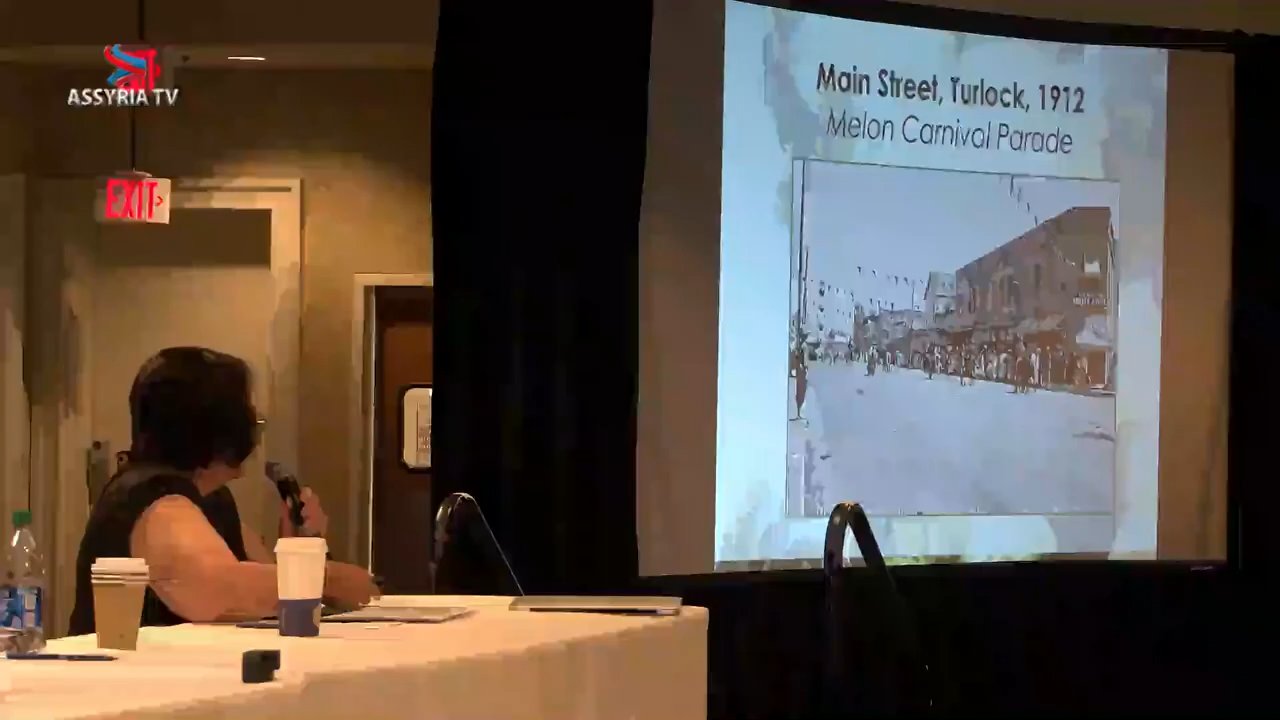 ASSYRIA TV
EXIT
Main Street, Turlock, 1912
Melon Carnival Parade